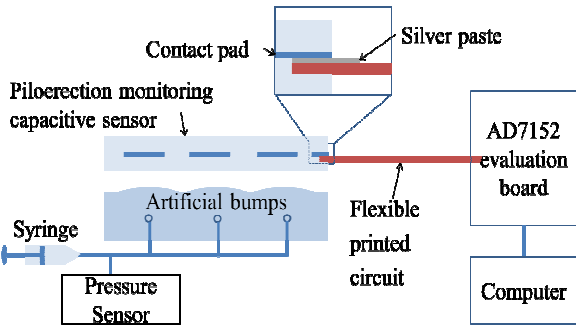 Silver paste
Contact pad
Piloerection monitoring
capacitive sensor
AD7152
evaluation
board
Artificial bumps
Flexible
printed
circuit
Syringe
Pressure
Sensor
Computer